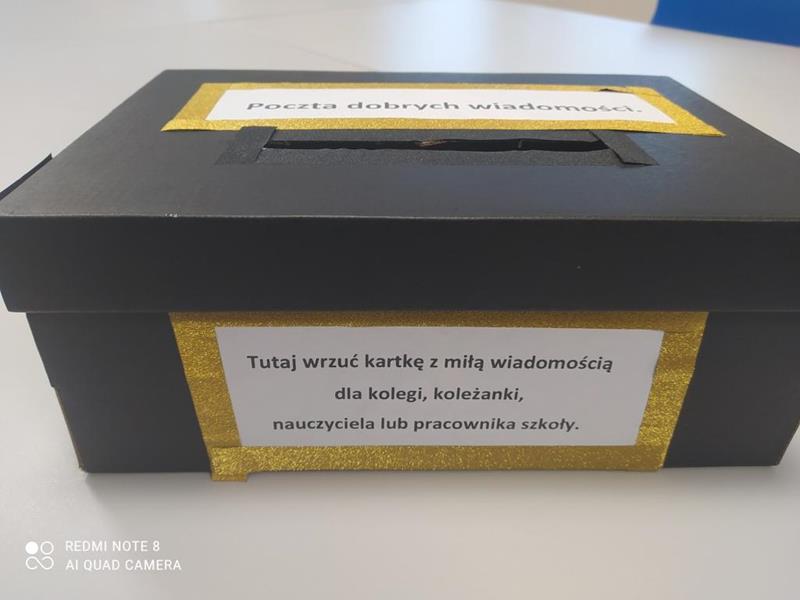 Poczta dobrych wiadomości.
Tutaj wrzuć kartkę z miłą wiadomością
dla kolegi, koleżanki,
nauczyciela lub pracownika szkoły.
REDMI NOTE 8
AI QUAD CAMERA